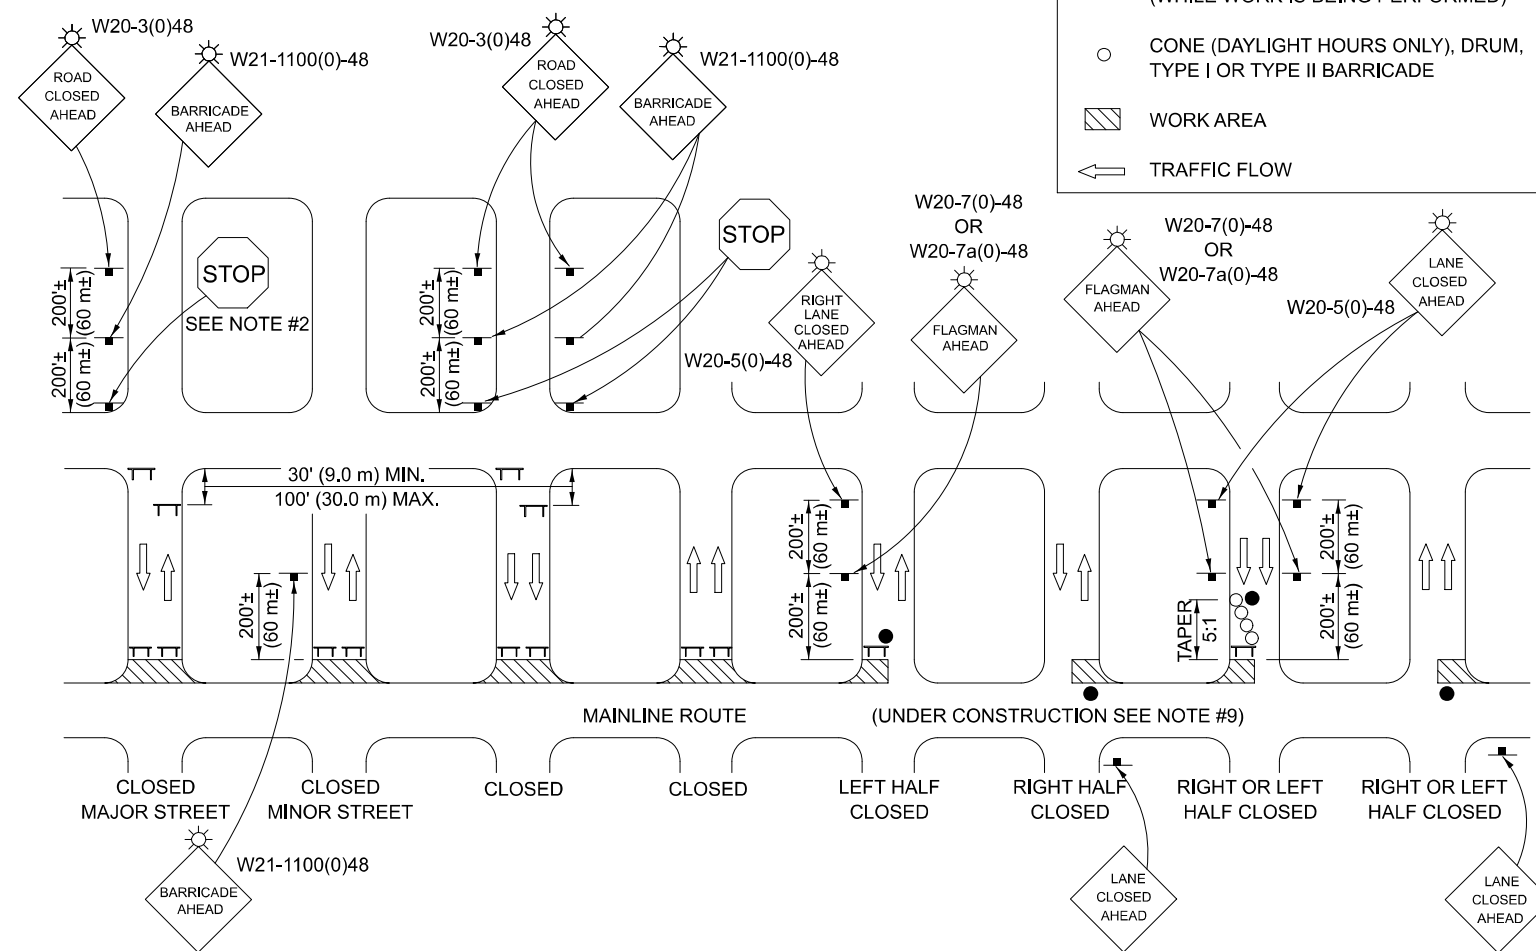 (WHILE WORK IS BEING PERFORMED)
CONE (DAYLIGHT HOURS ONLY), DRUM,
TYPE I OR TYPE II BARRICADE
WORK AREA
TRAFFIC FLOW
W20-3(0)48
ROAD
CLOSED
AHEAD
W21-1100(0)-48
BARRICADE
AHEAD
W20-3(0)48
ROAD
CLOSED
AHEAD
W21-1100(0)-48
BARRICADE
AHEAD
STOP
SEE NOTE #2
STOP
W20-7(0)-48
OR
W20-7a(0)-48
W20-7(0)-48
OR
W20-7a(0)-48
RIGHT
LANE
CLOSED
AHEAD
W20-5(0)-48
FLAGMAN
AHEAD
FLAGMAN
AHEAD
W20-5(0)-48
LANE
CLOSED
AHEAD
200'±
(60 m±)
200'±
(60 m±)
200'±
(60 m±)
200'±
(60 m±)
30' (9.0 m) MIN.
100' (30.0 m) MAX.
200'±
(60 m±)
200'±
(60 m±)
200'±
(60 m±)
TAPER
5:1
200'±
(60 m±)
200'±
(60 m±)
MAINLINE ROUTE
(UNDER CONSTRUCTION SEE NOTE #9)
CLOSED
MAJOR STREET
CLOSED
MINOR STREET
CLOSED
CLOSED
LEFT HALF
CLOSED
RIGHT HALF
CLOSED
RIGHT OR LEFT
HALF CLOSED
RIGHT OR LEFT
HALF CLOSED
W21-1100(0)48
BARRICADE
AHEAD
LANE
CLOSED
AHEAD
LANE
CLOSED
AHEAD